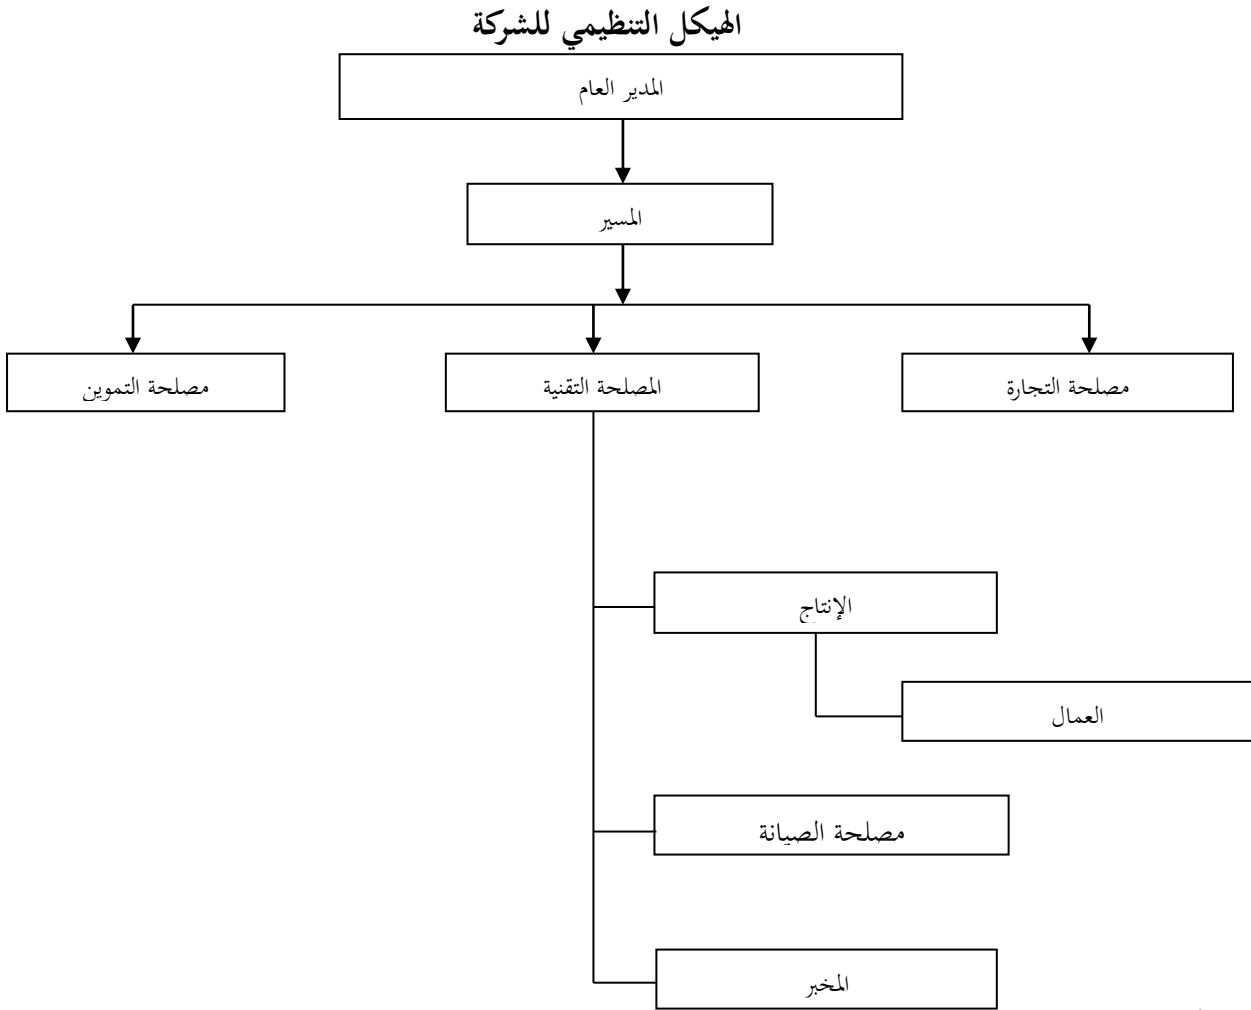 الهيكل التنظيمي للشركة
المدير العام
المسير
مصلحة التجارة
المصلحة التقنية
مصلحة التموين
الإنتاج
العمال
مصلحة الصيانة
المخبر